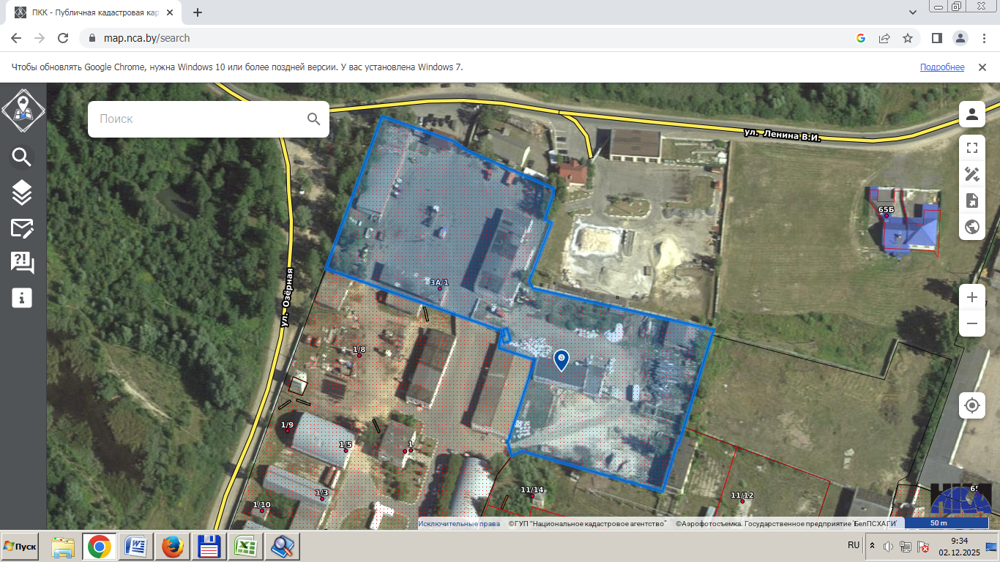 ПКК - Публичная кадастровая кар
map.nca.by/search
Чтобы обновлять Google Chrome, нужна Windows 10 или более поздней версии. У вас установлена Windows 7.
Подробнее
Поиск
ул. Ленина В.И.
65Б
3А/1
ул. Озёрная
1/8
1/9
1/5
1
1/3
1/10
11/14
11/12
Исключительные права ©ГУП "Национальное кадастровое агентство" ©Аэрофотосъемка. Государственное предприятие "БелПСХАГИ"
50 m
Пуск
RU
9:34
02.12.2025